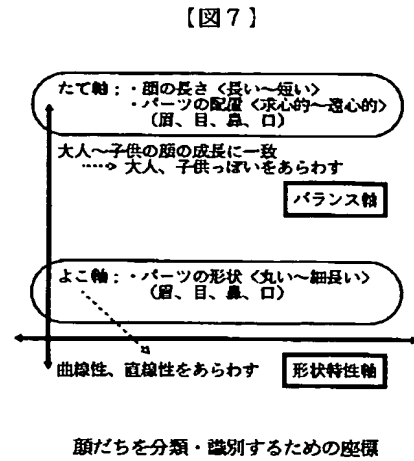 【図７】
たて軸：・顔の長さ＜長い～短い＞
・パーツの配置＜求心的～遠心的＞
（眉、目、鼻、口）
大人～子供の顔の成長に一致
‥‥> 大人、子供っぽいをあらわす
バランス軸
よこ軸：・パーツの形状＜丸い～細長い＞
（眉、目、鼻、口）
曲線性、直線性をあらわす
形状特性軸
顔だちを分類・識別するための座標